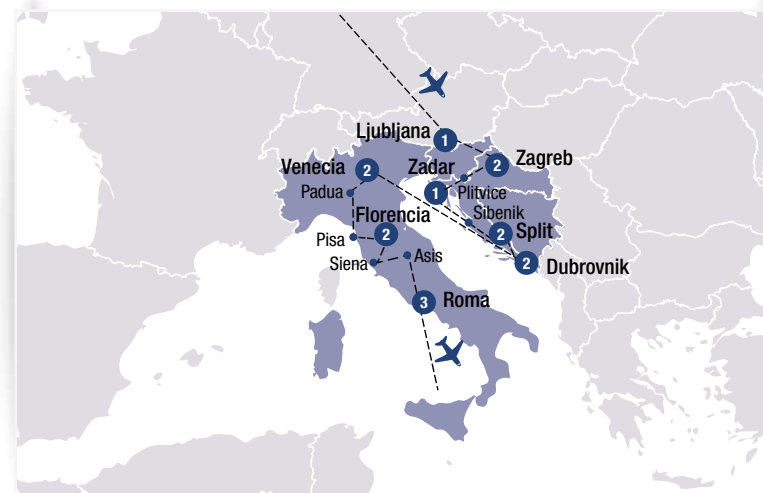 Ljubljana
1
Zagreb
2
Venecia
2
Zadar
1
Plitvice
Padua
Sibenik
Florencia
2
Split
2
Pisa
Siena
Asis
Dubrovnik
2
Roma
3